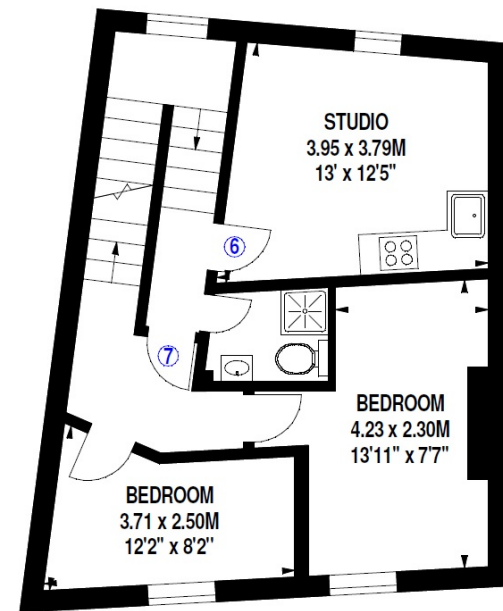 STUDIO
3.95 x 3.79M
13' x 12'5"
6
7
BEDROOM
4.23 x 2.30M
13'11" x 7'7"
BEDROOM
3.71 x 2.50M
12'2" x 8'2"